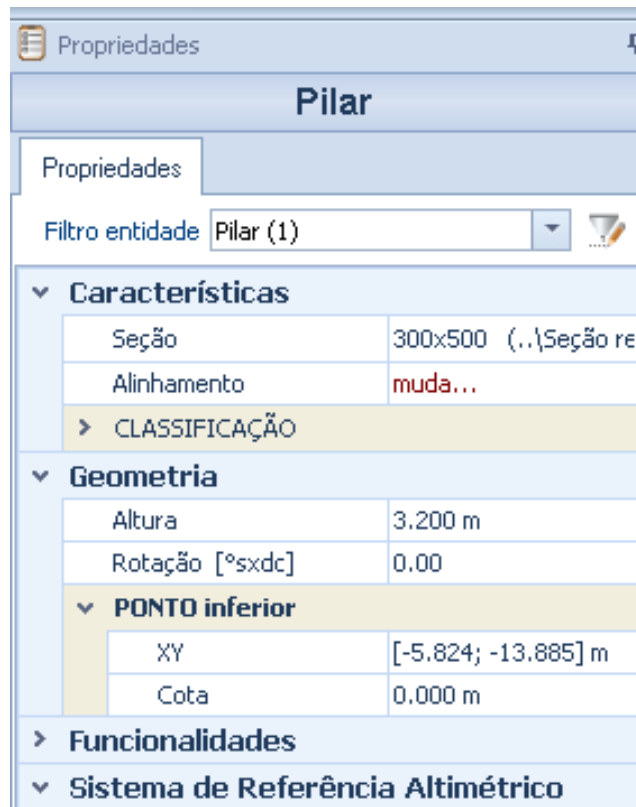 Propriedades
Pilar
Propriedades
Filtro entidade Pilar (1)
Características
Seção 300x500 (..\Seção re
Alinhamento muda...
CLASSIFICAÇÃO
Geometria
Altura 3.200 m
Rotação [°sxdc] 0.00
PONTO inferior
XY [-5.824; -13.885] m
Cota 0.000 m
Funcionalidades
Sistema de Referência Altimétrico